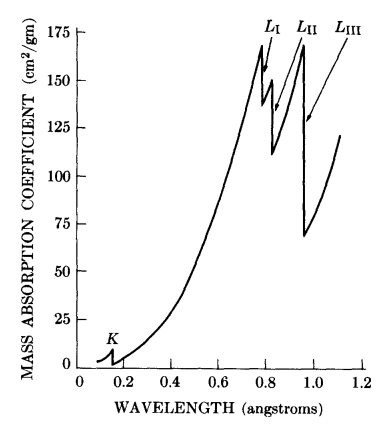 MASS ABSORPTION COEFFICIENT (cm²/gm)
175
150
125
100
75
50
25
0
L_I
L_II
L_III
K
0 0.2 0.4 0.6 0.8 1.0 1.2
WAVELENGTH (angstroms)